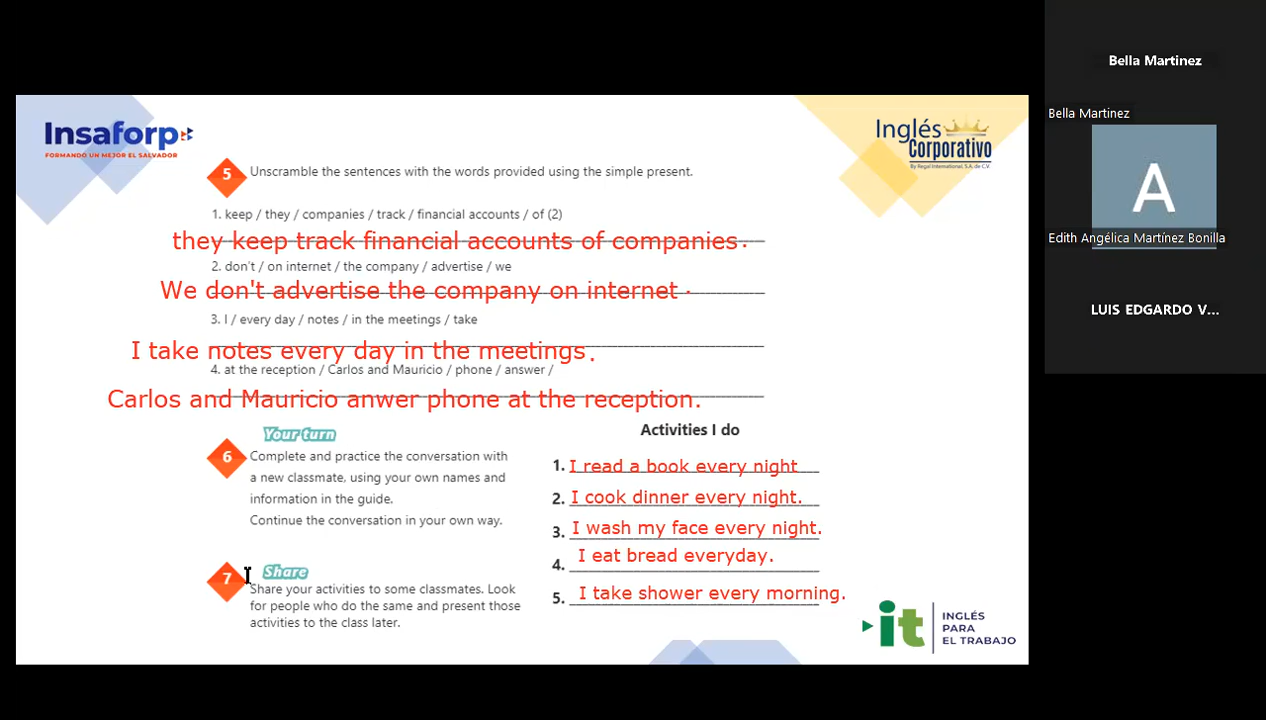 Bella Martinez
Bella Martinez
A
Edith Angélica Martínez Bonilla
LUIS EDGARDO V...
Insaforp
FORMANDO UN MEJOR EL SALVADOR
Inglés
Corporativo
By Regal International, S.A. de C.V.
5 Unscramble the sentences with the words provided using the simple present.
1. keep / they / companies / track / financial accounts / of (2)
they keep track financial accounts of companies.
2. don't / on internet / the company / advertise / we
We don't advertise the company on internet .
3. I / every day / notes / in the meetings / take
I take notes every day in the meetings.
4. at the reception / Carlos and Mauricio / phone / answer /
Carlos and Mauricio anwer phone at the reception.
6 Your turn
Complete and practice the conversation with
a new classmate, using your own names and
information in the guide.
Continue the conversation in your own way.
7 Share
Share your activities to some classmates. Look
for people who do the same and present those
activities to the class later.
Activities I do
1. I read a book every night
2. I cook dinner every night.
3. I wash my face every night.
4. I eat bread everyday.
5. I take shower every morning.
it
INGLÉS
PARA
EL TRABAJO